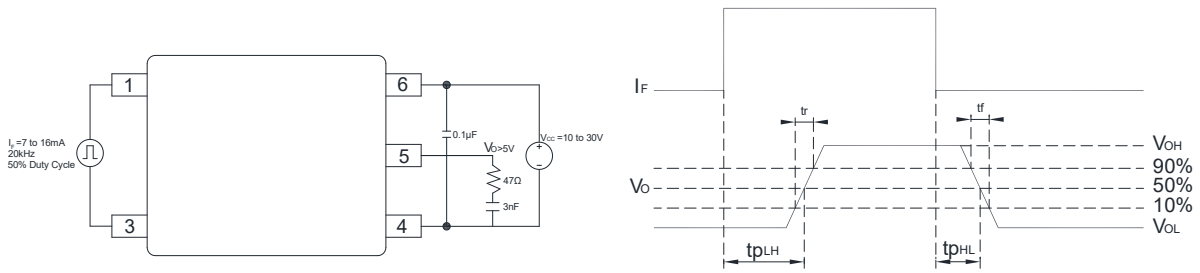 1
6
IF =7 to 16mA
20kHz
50% Duty Cycle
0.1µF
VCC =10 to 30V
5
VO>5V
47Ω
3nF
3
4
IF
tr
tf
VOH
90%
VO
50%
10%
VOL
tpLH
tpHL